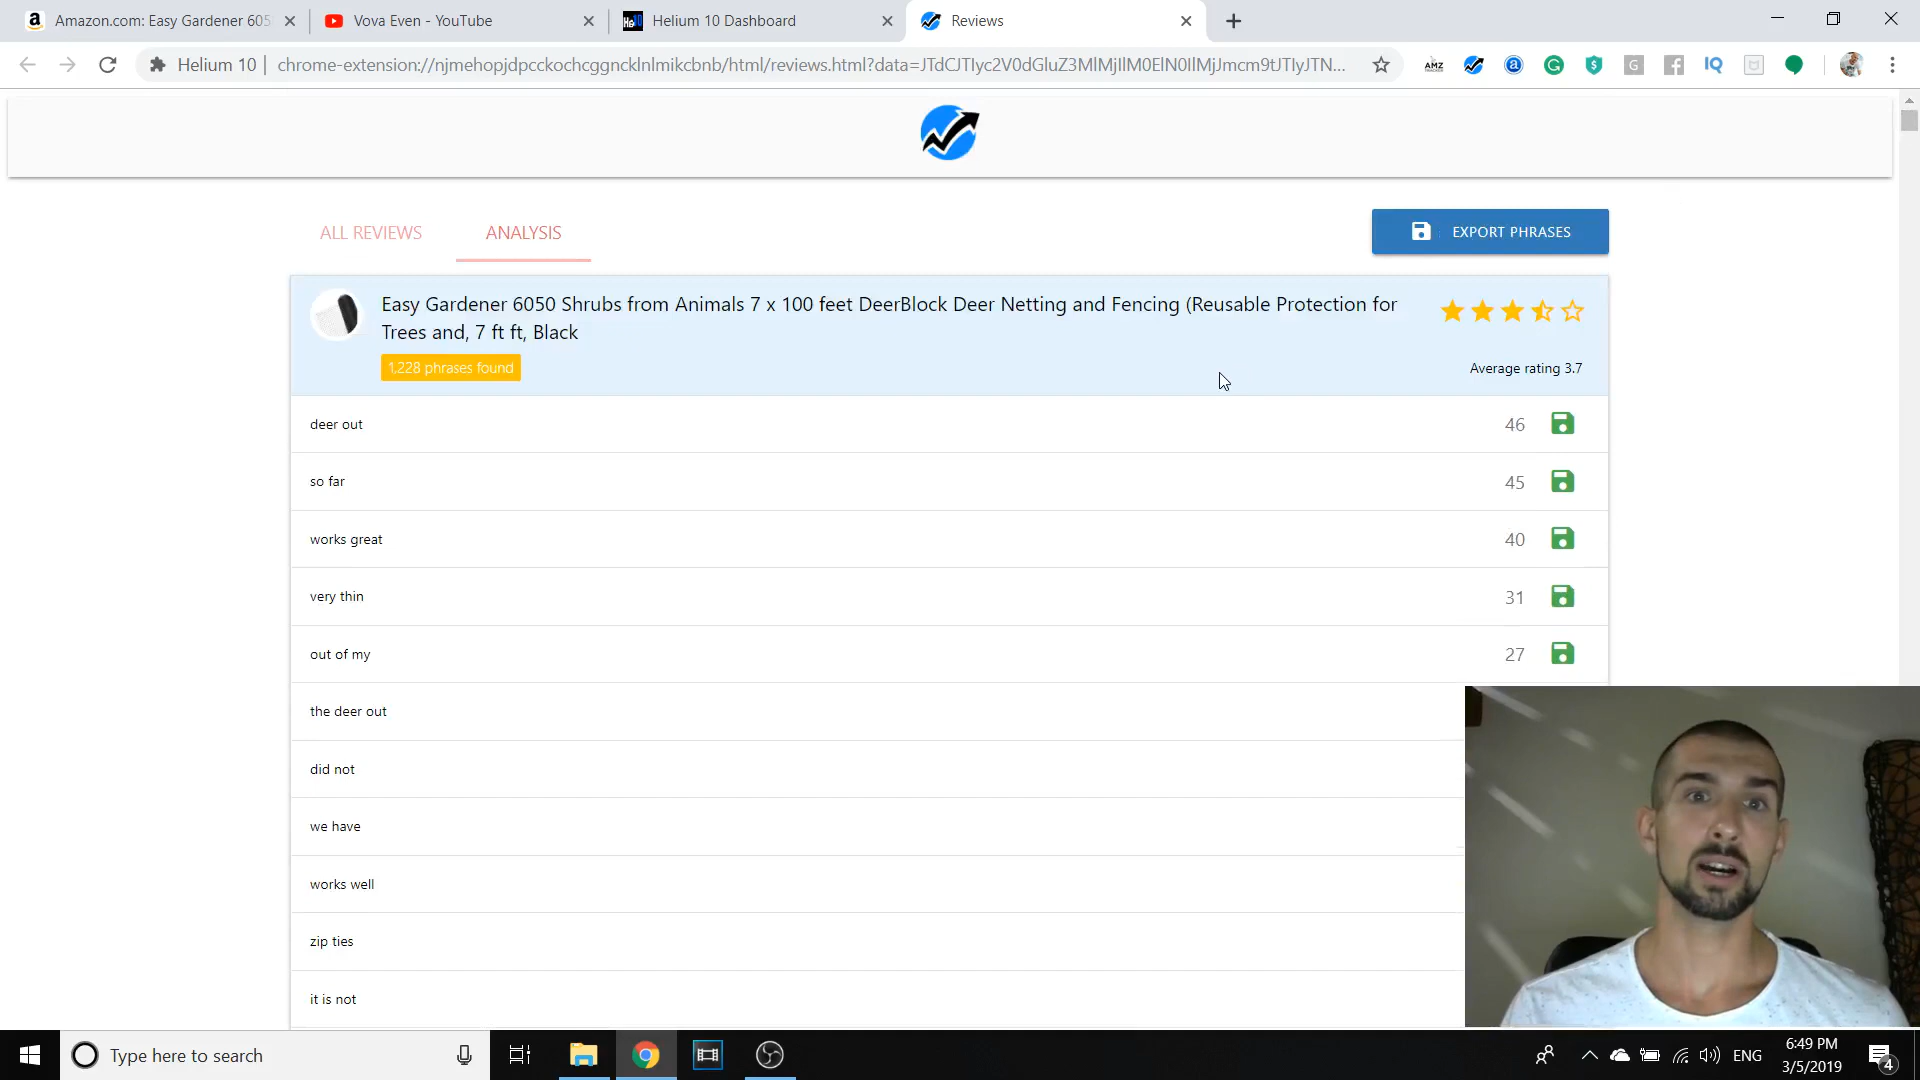 Amazon.com: Easy Gardener 605
Vova Even - YouTube
Helium 10 Dashboard
Reviews
Helium 10
chrome-extension://njmehopjdpcckochcggncklnlmikcbnb/html/reviews.html?data=JTdCJTIyc2V0dGluZ3MlMjIlM0ElN0IlMjJmcm9tJTIyJTN...
ALL REVIEWS
ANALYSIS
EXPORT PHRASES
Easy Gardener 6050 Shrubs from Animals 7 x 100 feet DeerBlock Deer Netting and Fencing (Reusable Protection for
Trees and, 7 ft ft, Black
1,228 phrases found
Average rating 3.7
deer out 46
so far 45
works great 40
very thin 31
out of my 27
the deer out
did not
we have
works well
zip ties
it is not
Type here to search
ENG
6:49 PM
3/5/2019
4